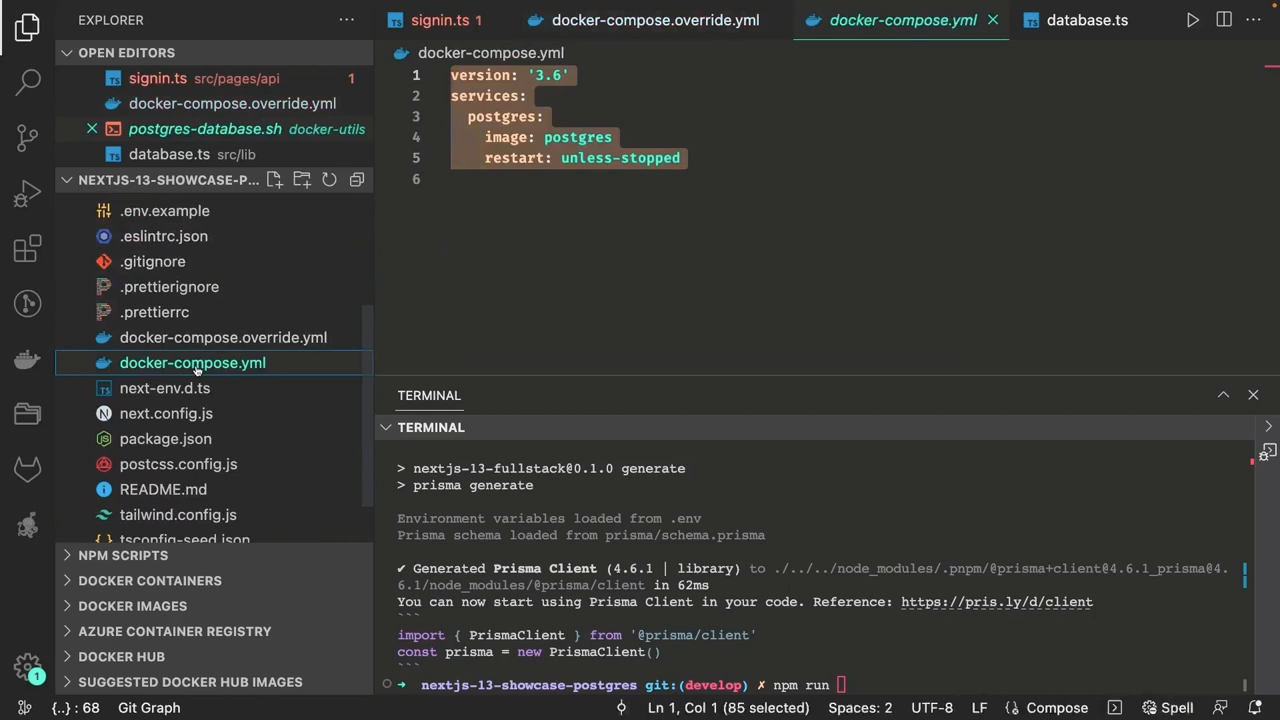 EXPLORER
OPEN EDITORS
signin.ts src/pages/api 1
docker-compose.override.yml
postgres-database.sh docker-utils
database.ts src/lib
NEXTJS-13-SHOWCASE-P...
.env.example
.eslintrc.json
.gitignore
.prettierignore
.prettierrc
docker-compose.override.yml
docker-compose.yml
next-env.d.ts
next.config.js
package.json
postcss.config.js
README.md
tailwind.config.js
tsconfig-seed.json
NPM SCRIPTS
DOCKER CONTAINERS
DOCKER IMAGES
AZURE CONTAINER REGISTRY
DOCKER HUB
SUGGESTED DOCKER HUB IMAGES
signin.ts 1
docker-compose.override.yml
docker-compose.yml
database.ts
docker-compose.yml
1 version: '3.6'
2 services:
3 postgres:
4 image: postgres
5 restart: unless-stopped
6
TERMINAL
TERMINAL
> nextjs-13-fullstack@0.1.0 generate
> prisma generate
Environment variables loaded from .env
Prisma schema loaded from prisma/schema.prisma
✔ Generated Prisma Client (4.6.1 | library) to ./../../node_modules/.pnpm/@prisma+client@4.6.1_prisma@4.
6.1/node_modules/@prisma/client in 62ms
You can now start using Prisma Client in your code. Reference: https://pris.ly/d/client
```
import { PrismaClient } from '@prisma/client'
const prisma = new PrismaClient()
```
➜ nextjs-13-showcase-postgres git:(develop) ✗ npm run
1
{..} : 68 Git Graph Ln 1, Col 1 (85 selected) Spaces: 2 UTF-8 LF {} Compose Spell